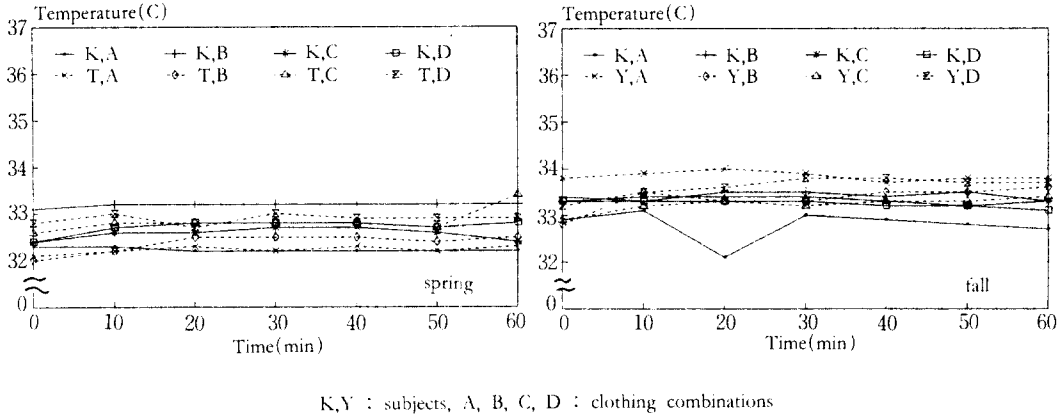 Temperature(C)
37
36
35
34
33
32
0
K,A K,B K,C K,D
T,A T,B T,C T,D
spring
0 10 20 30 40 50 60
Time(min)
Temperature(C)
37
36
35
34
33
32
0
K,A K,B K,C K,D
Y,A Y,B Y,C Y,D
fall
0 10 20 30 40 50 60
Time(min)
K,Y : subjects, A, B, C, D : clothing combinations